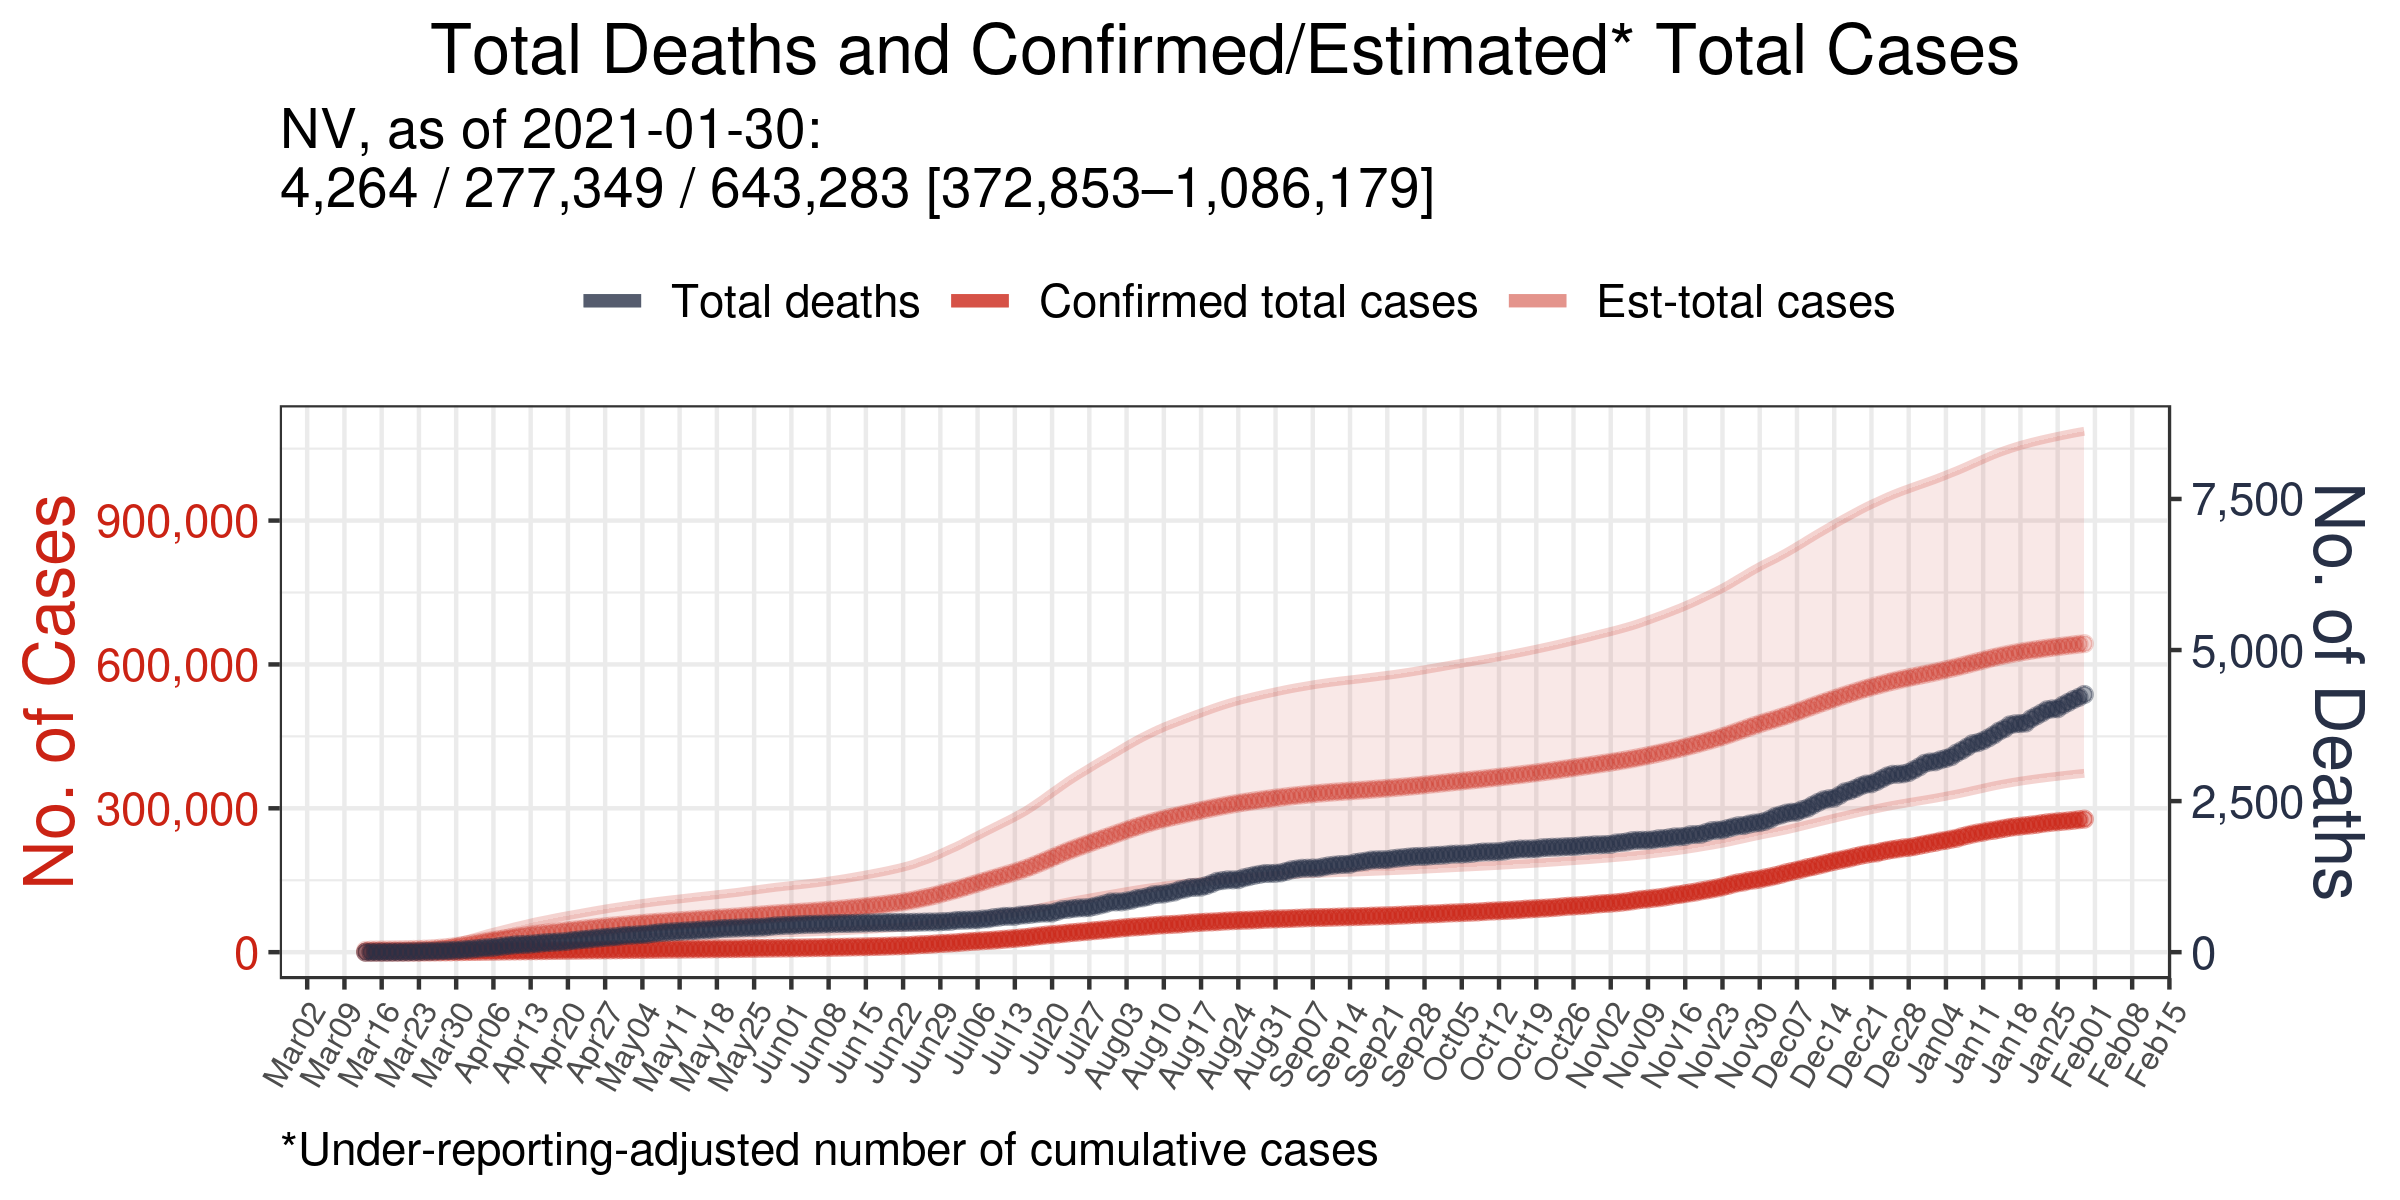 Total Deaths and Confirmed/Estimated* Total Cases
NV, as of 2021-01-30:
4,264 / 277,349 / 643,283 [372,853–1,086,179]
Total deaths
Confirmed total cases
Est-total cases
No. of Cases
900,000
600,000
300,000
0
7,500
5,000
2,500
0
No. of Deaths
Mar02
Mar09
Mar16
Mar23
Mar30
Apr06
Apr13
Apr20
Apr27
May04
May11
May18
May25
Jun01
Jun08
Jun15
Jun22
Jun29
Jul06
Jul13
Jul20
Jul27
Aug03
Aug10
Aug17
Aug24
Aug31
Sep07
Sep14
Sep21
Sep28
Oct05
Oct12
Oct19
Oct26
Nov02
Nov09
Nov16
Nov23
Nov30
Dec07
Dec14
Dec21
Dec28
Jan04
Jan11
Jan18
Jan25
Feb01
Feb08
Feb15
*Under-reporting-adjusted number of cumulative cases